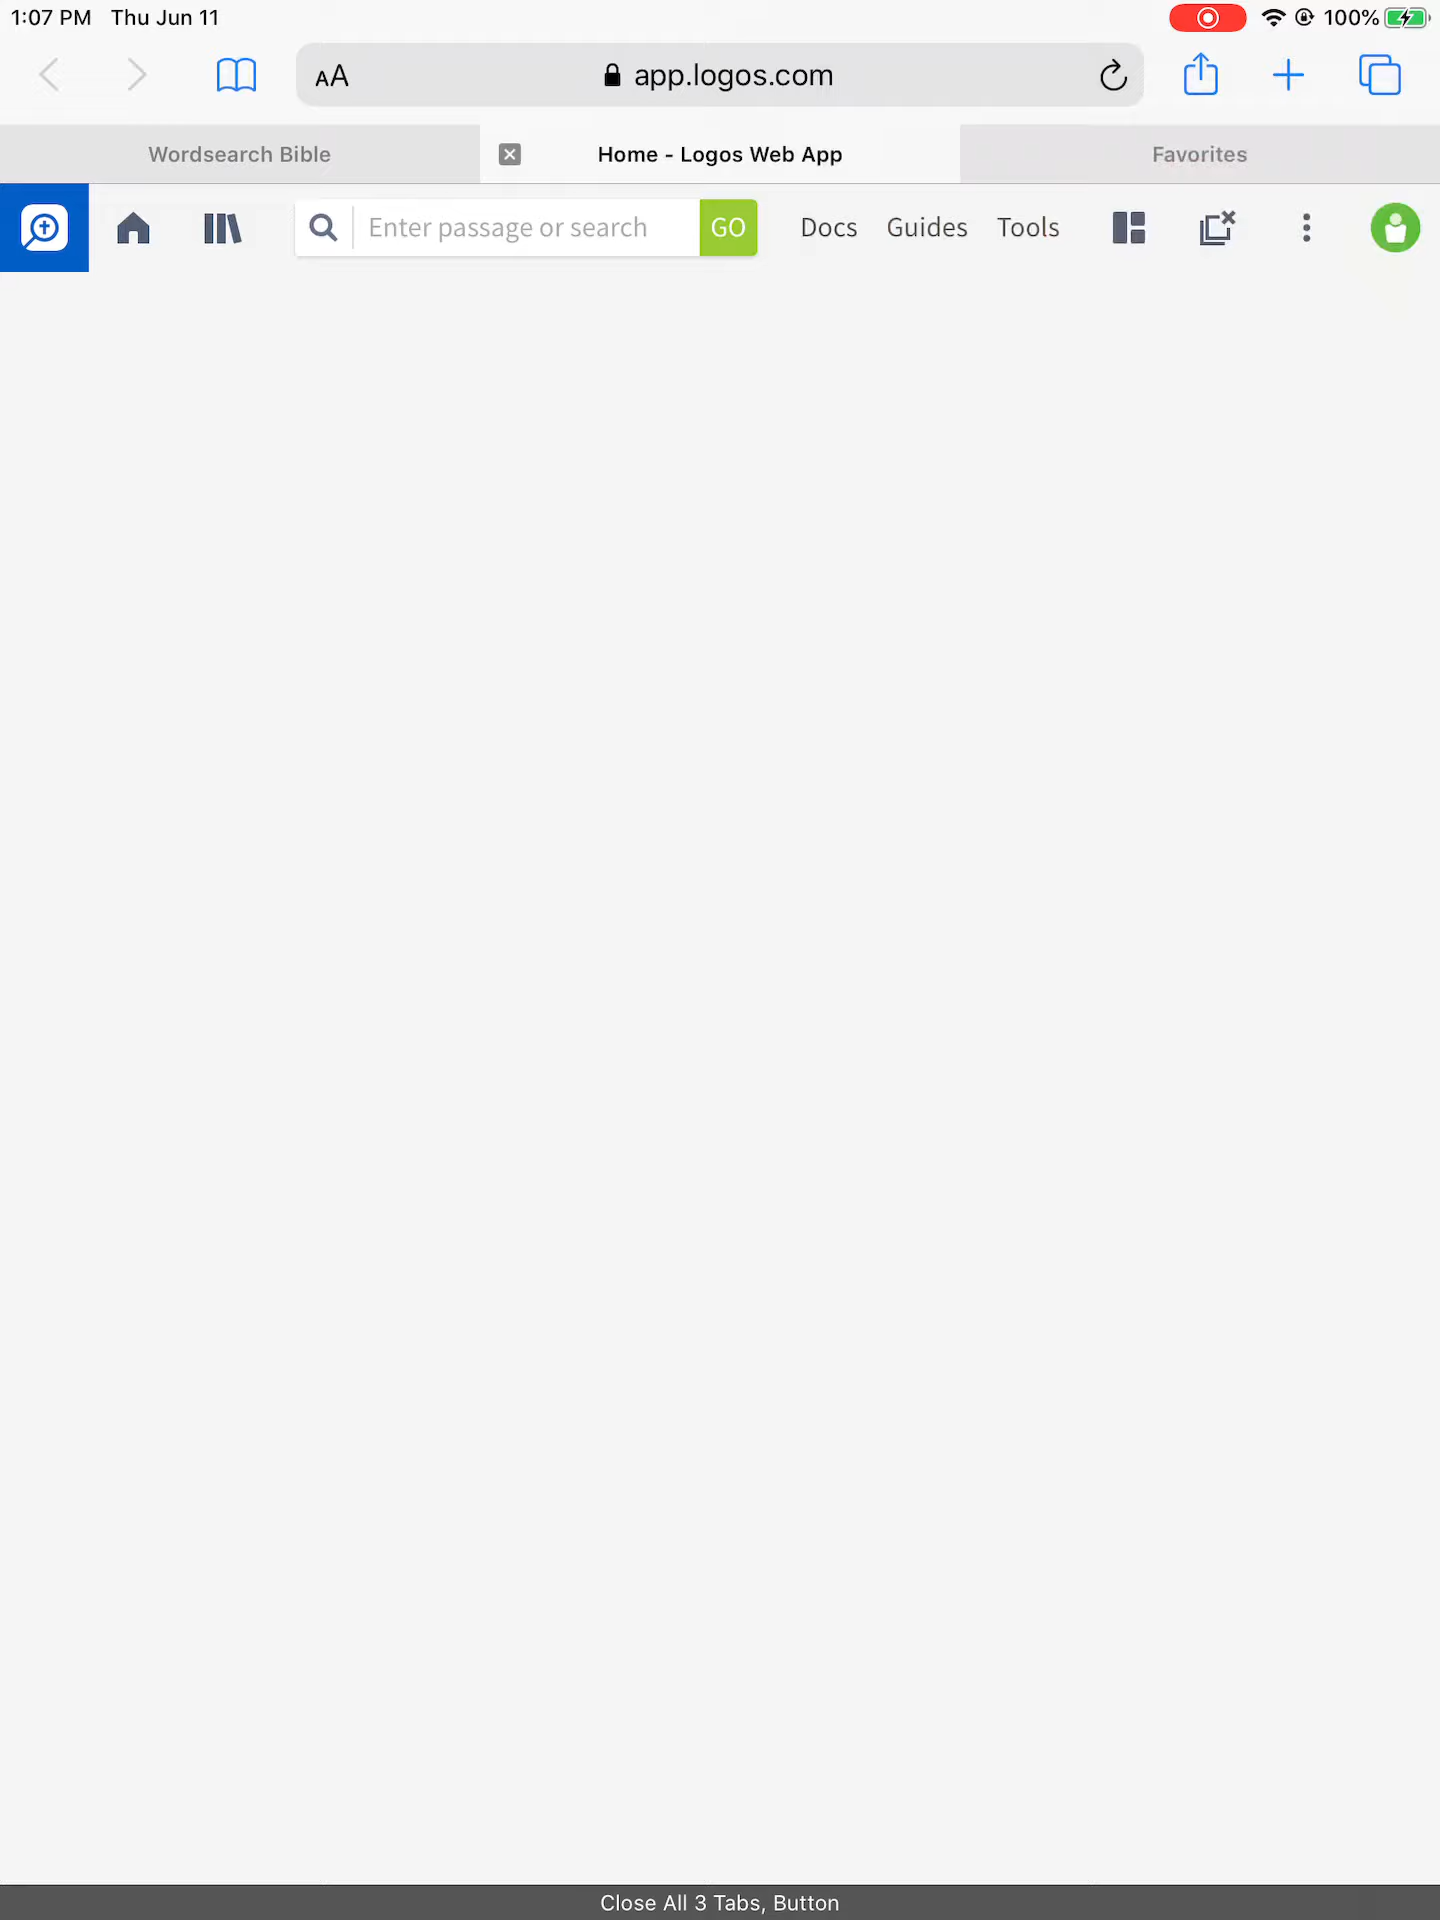 1:07 PM Thu Jun 11
100%
AA
app.logos.com
Wordsearch Bible
Home - Logos Web App
Favorites
Enter passage or search
GO
Docs
Guides
Tools
Close All 3 Tabs, Button